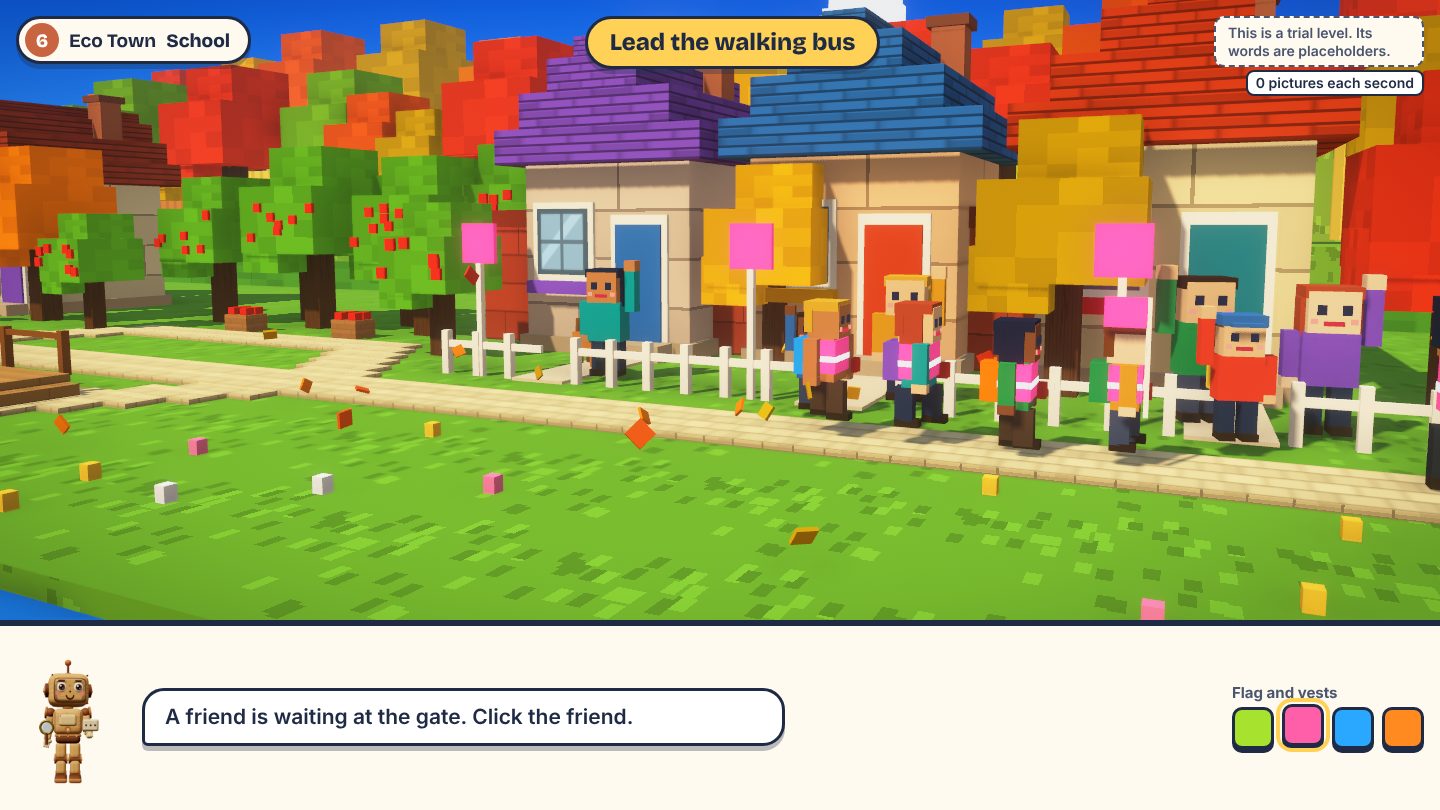 6 Eco Town School
Lead the walking bus
This is a trial level. Its
words are placeholders.
0 pictures each second
A friend is waiting at the gate. Click the friend.
Flag and vests